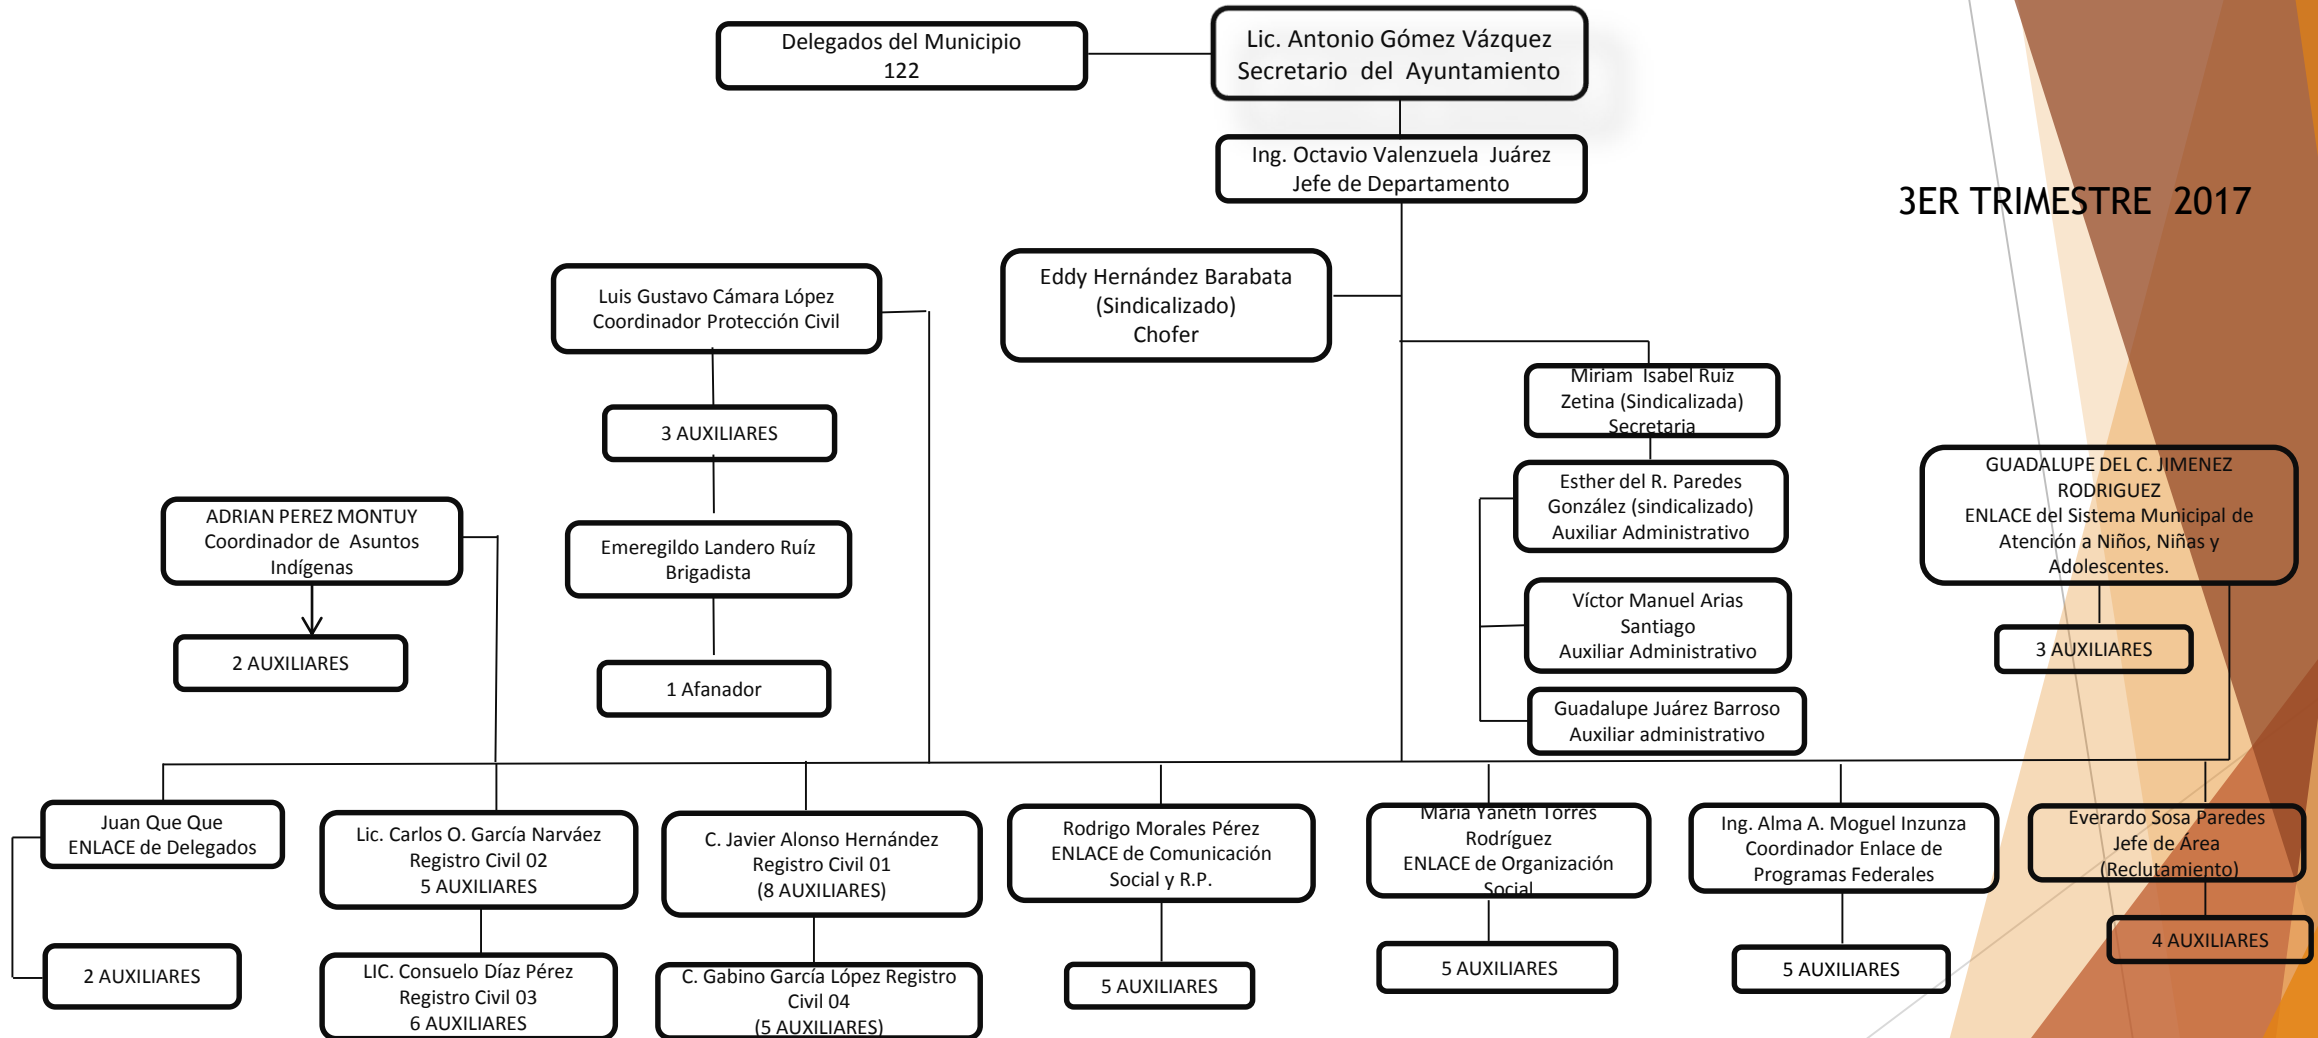 Delegados del Municipio
122
Lic. Antonio Gómez Vázquez
Secretario del Ayuntamiento
Ing. Octavio Valenzuela Juárez
Jefe de Departamento
3ER TRIMESTRE 2017
Eddy Hernández Barabata
(Sindicalizado)
Chofer
Luis Gustavo Cámara López
Coordinador Protección Civil
3 AUXILIARES
Emeregildo Landero Ruíz
Brigadista
1 Afanador
Miriam Isabel Ruiz
Zetina (Sindicalizada)
Secretaria
Esther del R. Paredes
González (sindicalizado)
Auxiliar Administrativo
Víctor Manuel Arias
Santiago
Auxiliar Administrativo
Guadalupe Juárez Barroso
Auxiliar administrativo
GUADALUPE DEL C. JIMENEZ
RODRIGUEZ
ENLACE del Sistema Municipal de
Atención a Niños, Niñas y
Adolescentes.
3 AUXILIARES
ADRIAN PEREZ MONTUY
Coordinador de Asuntos
Indígenas
2 AUXILIARES
Juan Que Que
ENLACE de Delegados
2 AUXILIARES
Lic. Carlos O. García Narváez
Registro Civil 02
5 AUXILIARES
LIC. Consuelo Díaz Pérez
Registro Civil 03
6 AUXILIARES
C. Javier Alonso Hernández
Registro Civil 01
(8 AUXILIARES)
C. Gabino García López Registro
Civil 04
(5 AUXILIARES)
Rodrigo Morales Pérez
ENLACE de Comunicación
Social y R.P.
5 AUXILIARES
María Yaneth Torres
Rodríguez
ENLACE de Organización
Social
5 AUXILIARES
Ing. Alma A. Moguel Inzunza
Coordinador Enlace de
Programas Federales
5 AUXILIARES
Everardo Sosa Paredes
Jefe de Área
(Reclutamiento)
4 AUXILIARES